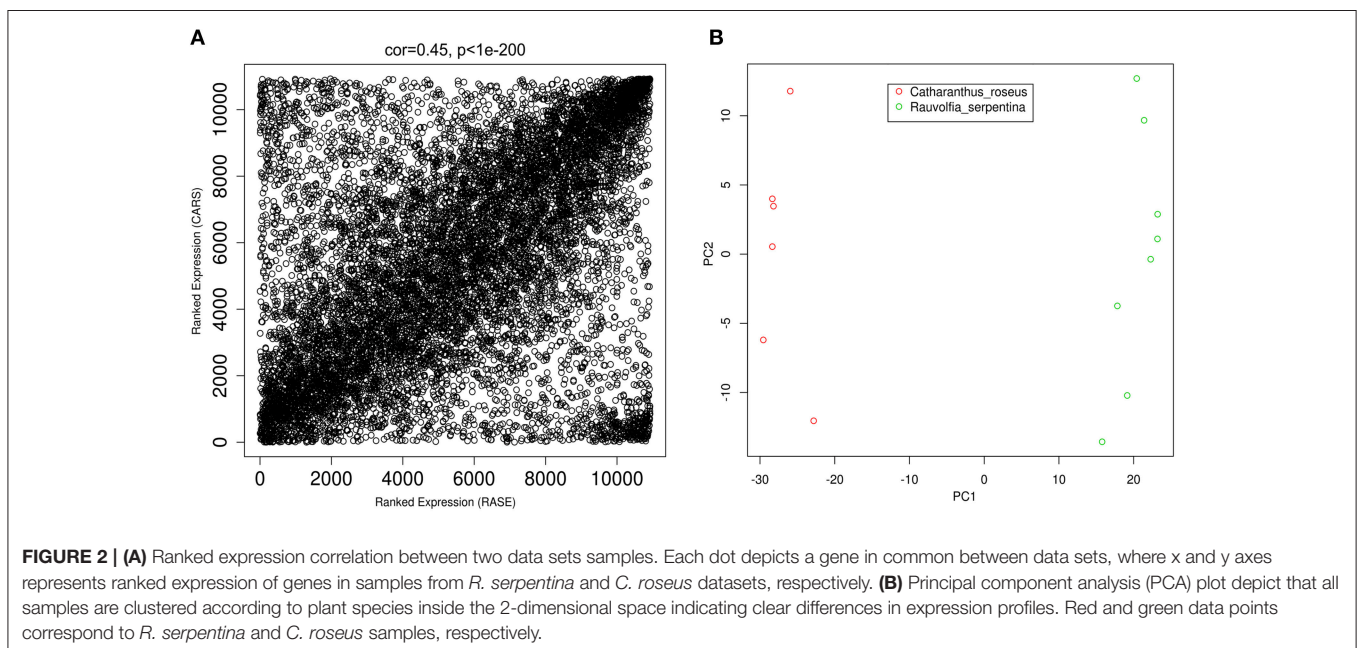 A
cor=0.45, p<1e-200
Ranked Expression (CARS)
10000
8000
6000
4000
2000
0
0 2000 4000 6000 8000 10000
Ranked Expression (RASE)
B
Catharanthus_roseus
Rauvolfia_serpentina
PC2
10
5
0
-5
-10
-30 -20 -10 0 10 20
PC1
FIGURE 2 | (A) Ranked expression correlation between two data sets samples. Each dot depicts a gene in common between data sets, where x and y axes
represents ranked expression of genes in samples from R. serpentina and C. roseus datasets, respectively. (B) Principal component analysis (PCA) plot depict that all
samples are clustered according to plant species inside the 2-dimensional space indicating clear differences in expression profiles. Red and green data points
correspond to R. serpentina and C. roseus samples, respectively.